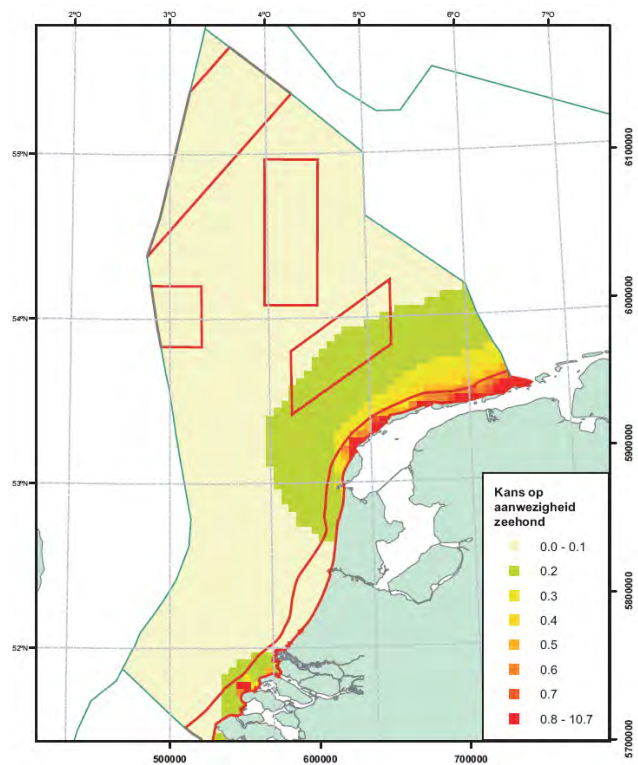 2°O 3°O 4°O 5°O 6°O 7°O
55°N
54°N
53°N
52°N
6100000
6000000
5900000
5800000
5700000
500000 600000 700000
Kans op
aanwezigheid
zeehond
0.0 - 0.1
0.2
0.3
0.4
0.5
0.6
0.7
0.8 - 10.7